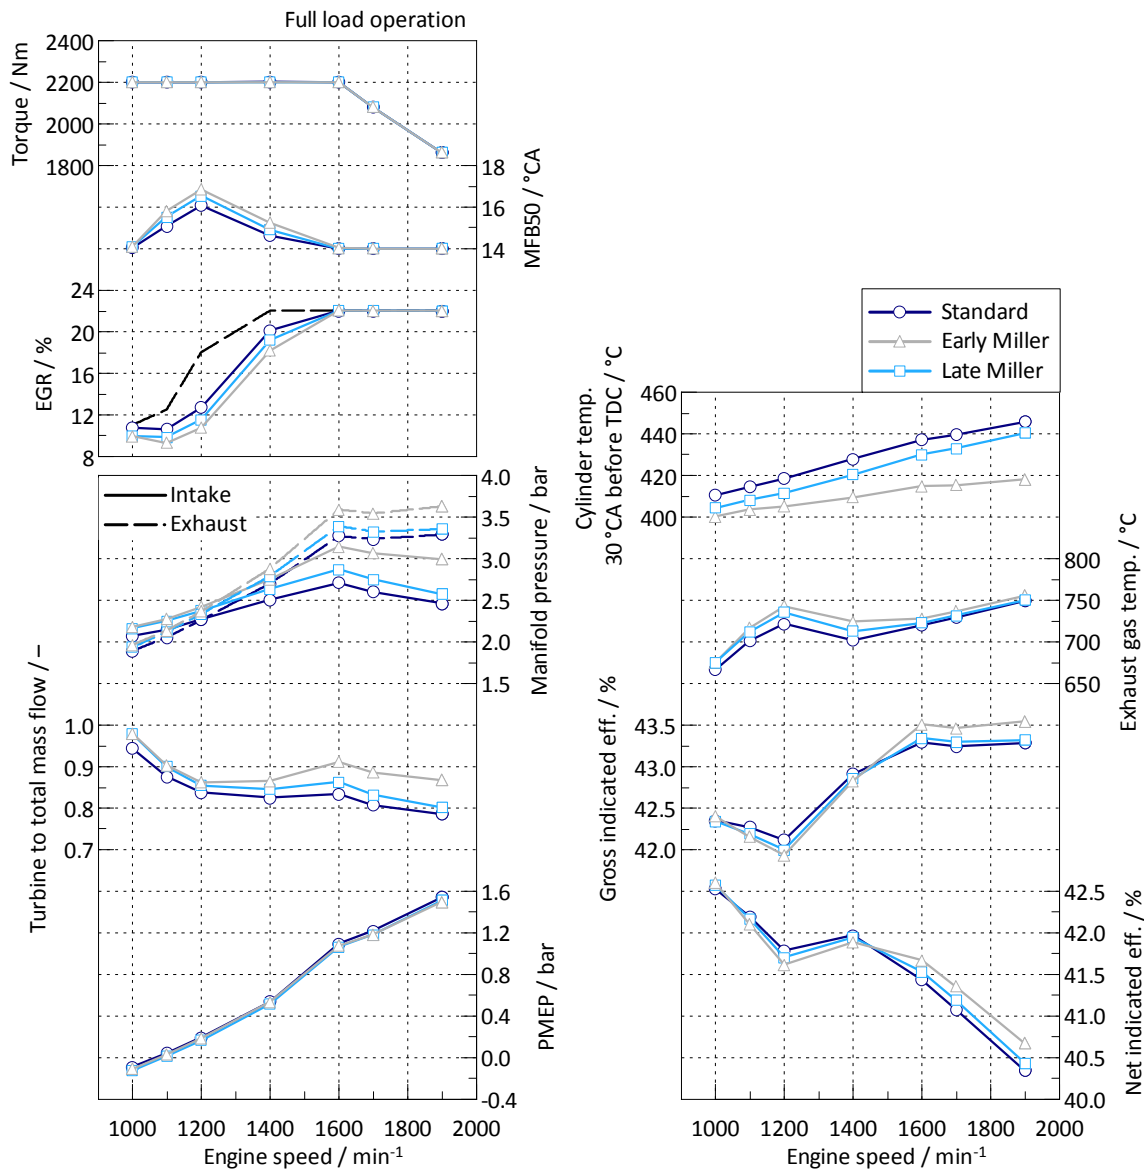 Full load operation
2400
2200
2000
1800
Torque / Nm
18
16
14
MFB50 / °CA
24
20
16
12
8
EGR / %
Intake
Exhaust
4.0
3.5
3.0
2.5
2.0
1.5
Manifold pressure / bar
1.0
0.9
0.8
0.7
Turbine to total mass flow / –
1.6
1.2
0.8
0.4
0.0
-0.4
PMEP / bar
1000 1200 1400 1600 1800 2000
Engine speed / min⁻¹
Standard
Early Miller
Late Miller
460
440
420
400
Cylinder temp.
30 °CA before TDC / °C
800
750
700
650
Exhaust gas temp. / °C
43.5
43.0
42.5
42.0
Gross indicated eff. / %
42.5
42.0
41.5
41.0
40.5
40.0
Net indicated eff. / %
1000 1200 1400 1600 1800 2000
Engine speed / min⁻¹